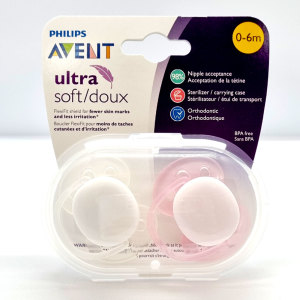 PHILIPS
AVENT
0-6m
ultra
soft/doux
FlexiFit shield for fewer skin marks
and less irritation*
Bouclier FlexiFit pour moins de taches
cutanées et d'irritation*
98%
Nipple acceptance
Acceptation de la tétine
Sterilizer / carrying case
Stérilisateur / étui de transport
Orthodontic
Orthodontique
BPA free
Sans BPA